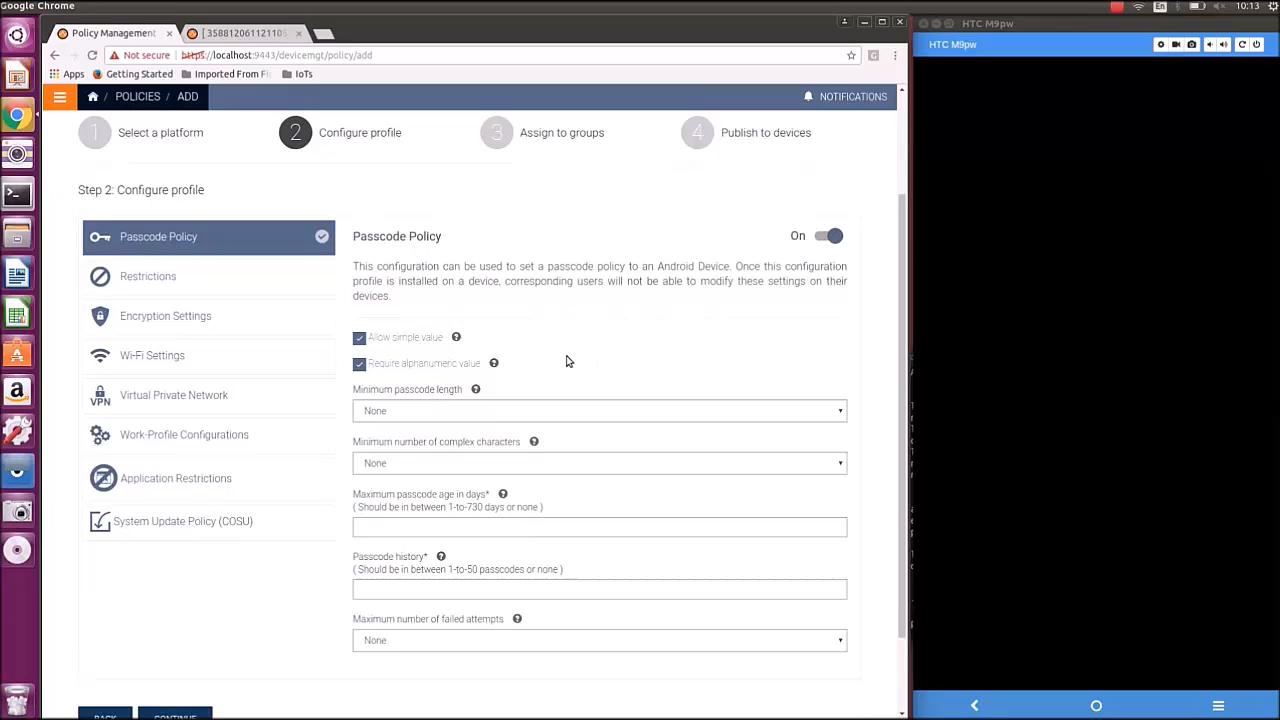 Google Chrome
En
10:13
Policy Management
[ 3588120611211105
HTC M9pw
Not secure
https://localhost:9443/devicemgt/policy/add
HTC M9pw
Apps
Getting Started
Imported From Fi
IoTs
/ POLICIES / ADD
NOTIFICATIONS
1 Select a platform
2 Configure profile
3 Assign to groups
4 Publish to devices
Step 2: Configure profile
Passcode Policy
Restrictions
Encryption Settings
Wi-Fi Settings
VPN
Virtual Private Network
Work-Profile Configurations
Application Restrictions
System Update Policy (COSU)
Passcode Policy
On
This configuration can be used to set a passcode policy to an Android Device. Once this configuration
profile is installed on a device, corresponding users will not be able to modify these settings on their
devices.
Allow simple value
Require alphanumeric value
Minimum passcode length
None
Minimum number of complex characters
None
Maximum passcode age in days*
( Should be in between 1-to-730 days or none )
Passcode history*
( Should be in between 1-to-50 passcodes or none )
Maximum number of failed attempts
None
BACK
CONTINUE